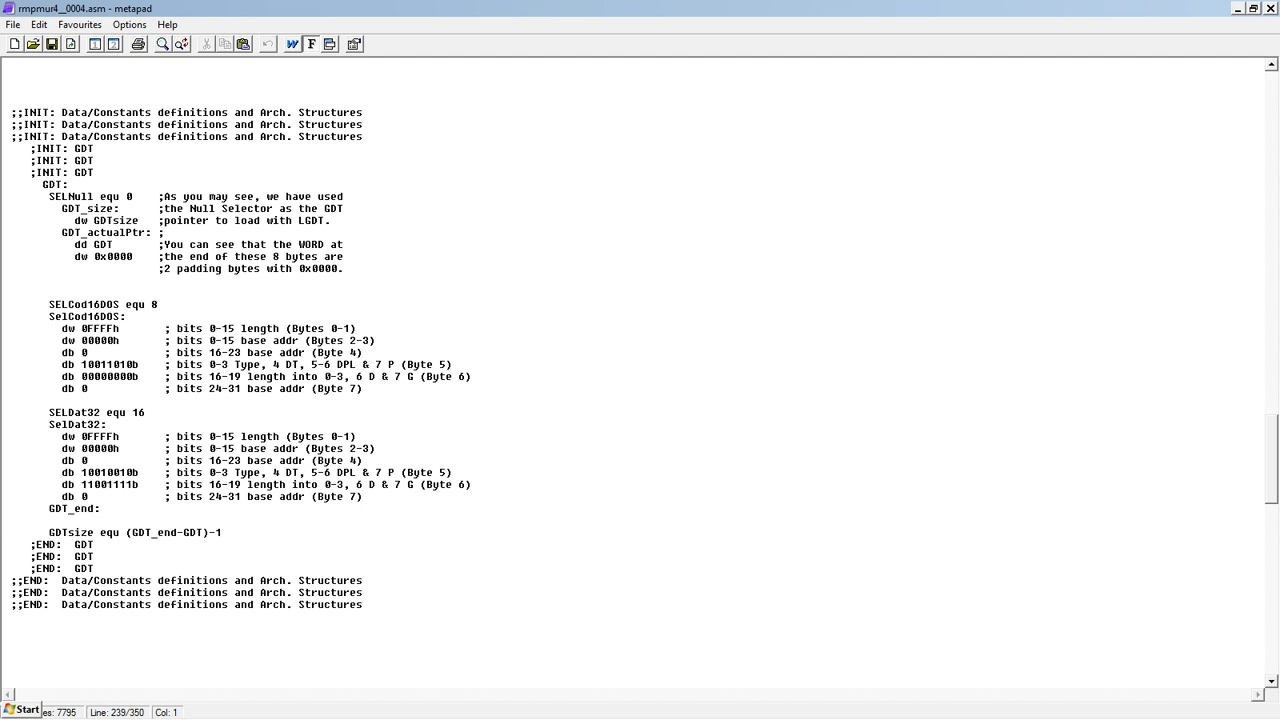 rmpmur4__0004.asm - metapad
File Edit Favourites Options Help
;;INIT: Data/Constants definitions and Arch. Structures
;;INIT: Data/Constants definitions and Arch. Structures
;;INIT: Data/Constants definitions and Arch. Structures
;INIT: GDT
;INIT: GDT
;INIT: GDT
GDT:
SELNull equ 0 ;As you may see, we have used
GDT_size: ;the Null Selector as the GDT
dw GDTsize ;pointer to load with LGDT.
GDT_actualPtr: ;
dd GDT ;You can see that the WORD at
dw 0x0000 ;the end of these 8 bytes are
;2 padding bytes with 0x0000.
SELCod16DOS equ 8
SelCod16DOS:
dw 0FFFFh ; bits 0-15 length (Bytes 0-1)
dw 00000h ; bits 0-15 base addr (Bytes 2-3)
db 0 ; bits 16-23 base addr (Byte 4)
db 10011010b ; bits 0-3 Type, 4 DT, 5-6 DPL & 7 P (Byte 5)
db 00000000b ; bits 16-19 length into 0-3, 6 D & 7 G (Byte 6)
db 0 ; bits 24-31 base addr (Byte 7)
SELDat32 equ 16
SelDat32:
dw 0FFFFh ; bits 0-15 length (Bytes 0-1)
dw 00000h ; bits 0-15 base addr (Bytes 2-3)
db 0 ; bits 16-23 base addr (Byte 4)
db 10010010b ; bits 0-3 Type, 4 DT, 5-6 DPL & 7 P (Byte 5)
db 11001111b ; bits 16-19 length into 0-3, 6 D & 7 G (Byte 6)
db 0 ; bits 24-31 base addr (Byte 7)
GDT_end:
GDTsize equ (GDT_end-GDT)-1
;END: GDT
;END: GDT
;END: GDT
;;END: Data/Constants definitions and Arch. Structures
;;END: Data/Constants definitions and Arch. Structures
;;END: Data/Constants definitions and Arch. Structures
Start es: 7795 Line: 239/350 Col: 1